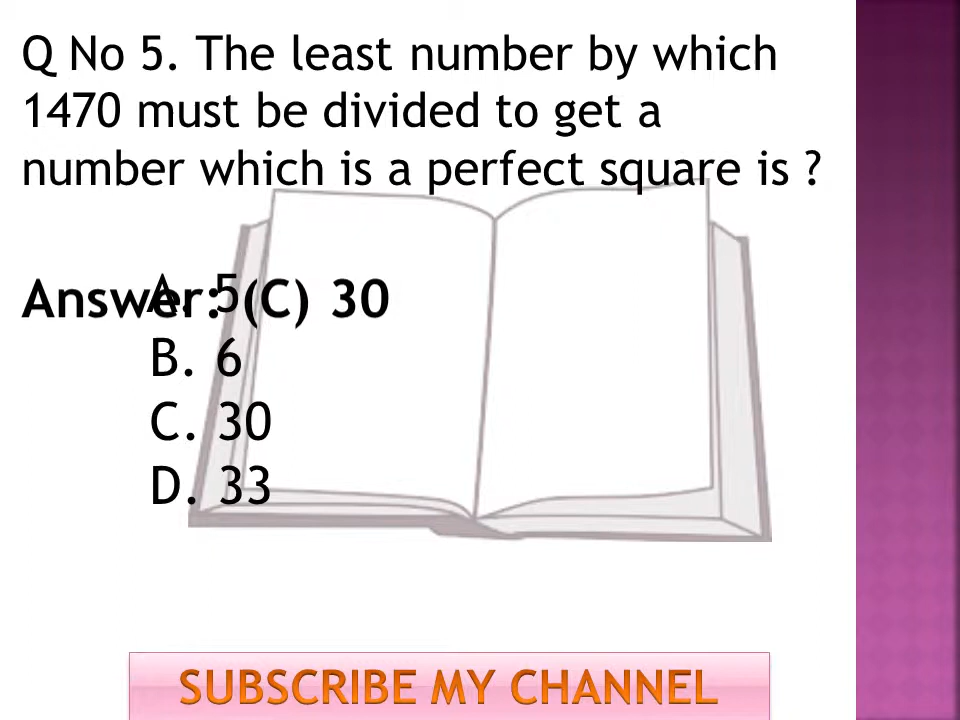 Q No 5. The least number by which
1470 must be divided to get a
number which is a perfect square is ?
Answer: (C) 30
A. 5
B. 6
C. 30
D. 33
SUBSCRIBE MY CHANNEL